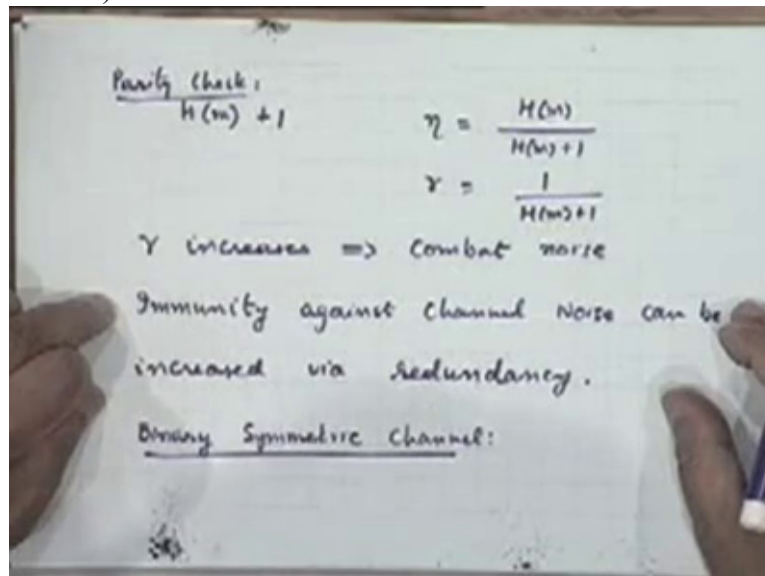 Parity Check:
H(m) + 1
η = H(m)
H(m) + 1
γ = 1
H(m) + 1
γ increases => Combat noise
Immunity against Channel Noise can be
increased via redundancy.
Binary Symmetric Channel: